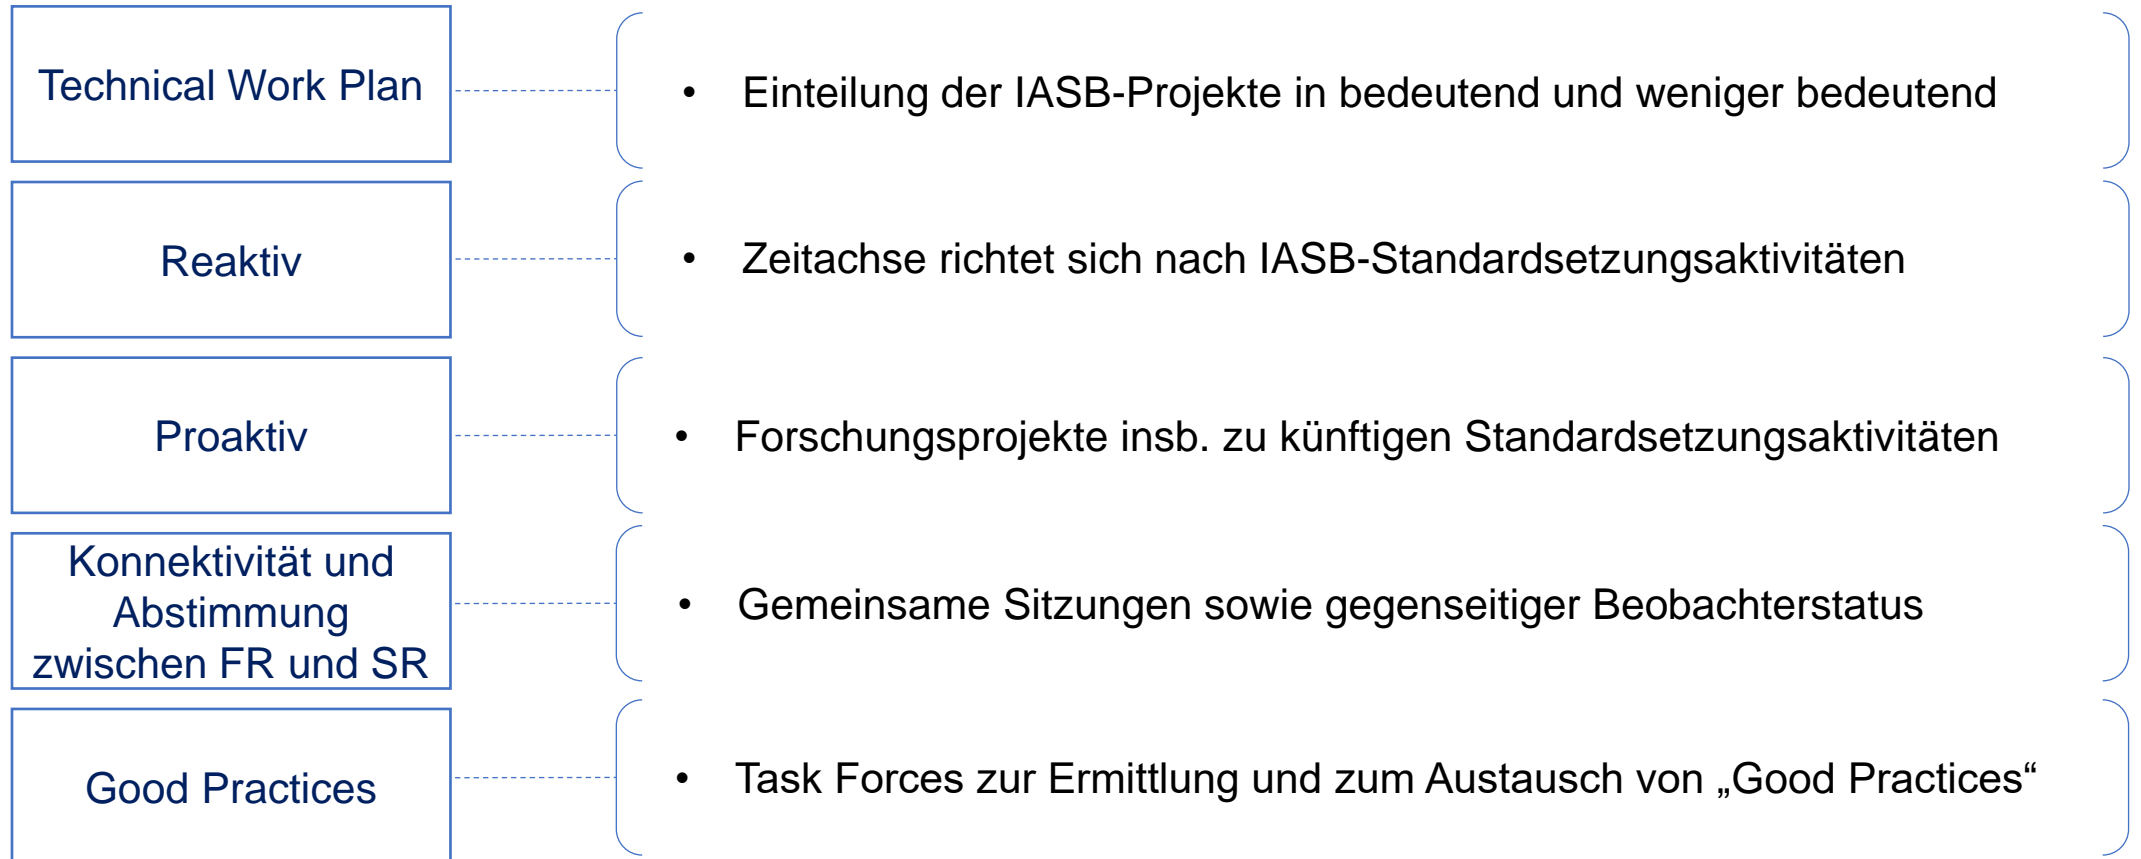 Technical Work Plan
• Einteilung der IASB-Projekte in bedeutend und weniger bedeutend
Reaktiv
• Zeitachse richtet sich nach IASB-Standardsetzungsaktivitäten
Proaktiv
• Forschungsprojekte insb. zu künftigen Standardsetzungsaktivitäten
Konnektivität und
Abstimmung
zwischen FR und SR
• Gemeinsame Sitzungen sowie gegenseitiger Beobachterstatus
Good Practices
• Task Forces zur Ermittlung und zum Austausch von „Good Practices“